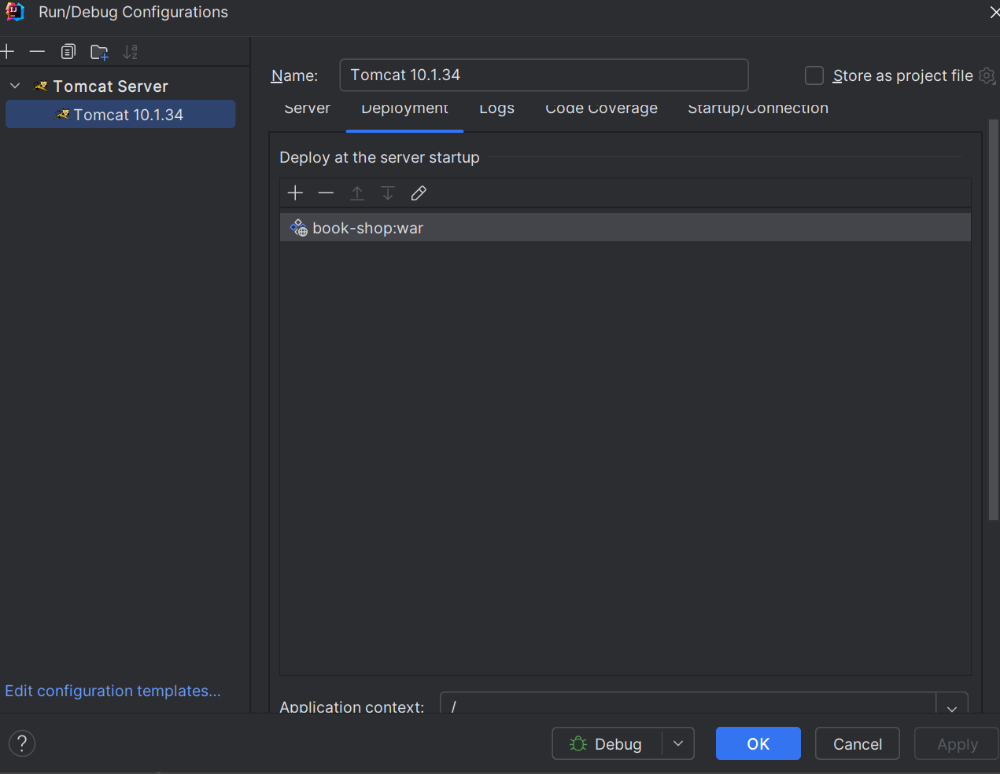 Run/Debug Configurations
Tomcat Server
Tomcat 10.1.34
Edit configuration templates...
Name: Tomcat 10.1.34 Store as project file
Server Deployment Logs Code Coverage Startup/Connection
Deploy at the server startup
book-shop:war
Application context: /
? Debug OK Cancel Apply